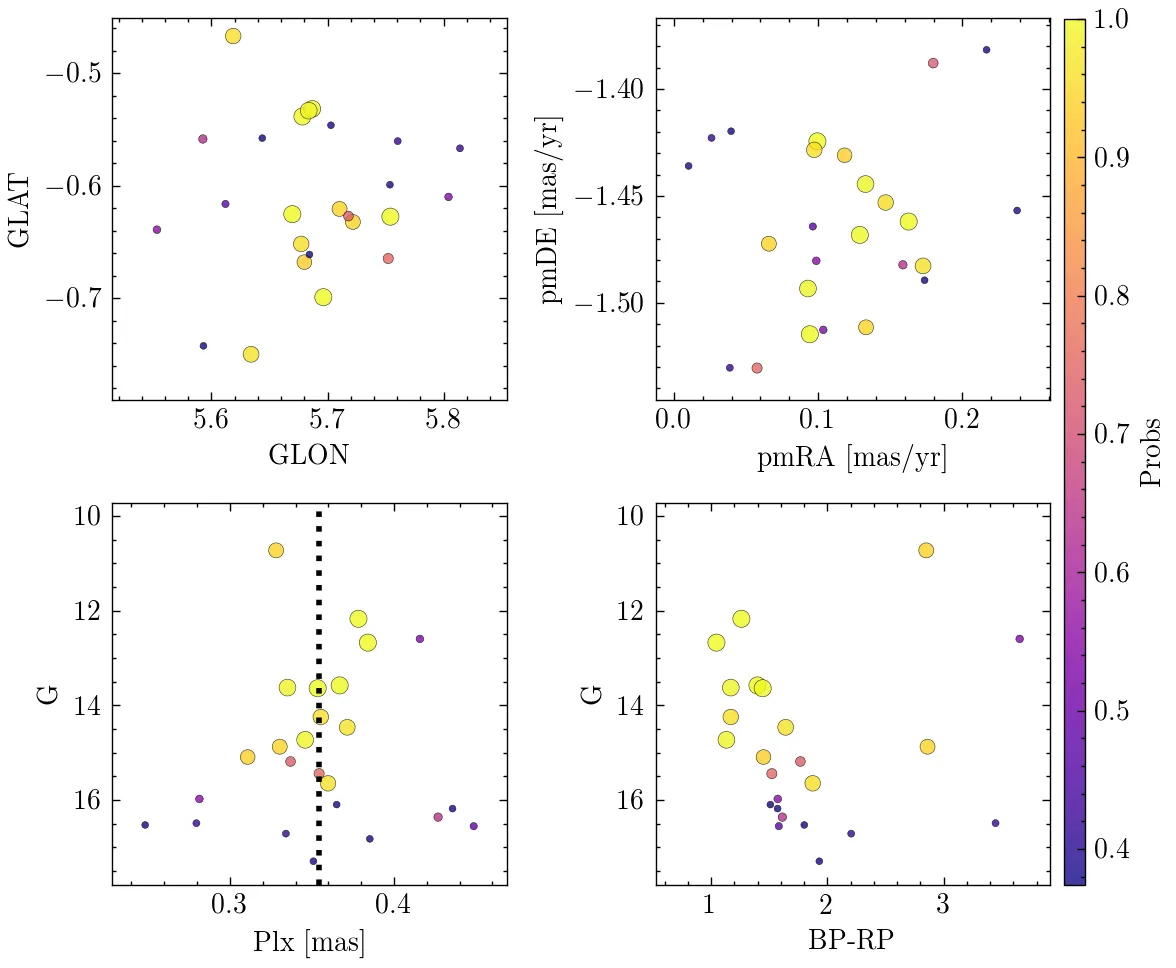 −0.5
−0.6
−0.7
GLAT
5.6 5.7 5.8
GLON
−1.40
−1.45
−1.50
pmDE [mas/yr]
0.0 0.1 0.2
pmRA [mas/yr]
10
12
14
16
G
0.3 0.4
Plx [mas]
10
12
14
16
G
1 2 3
BP-RP
1.0
0.9
0.8
0.7
0.6
0.5
0.4
Probs